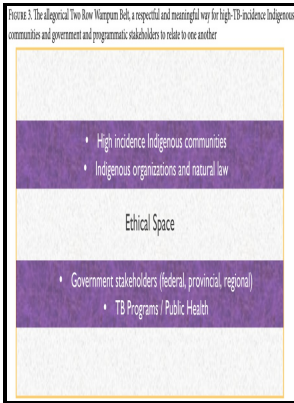 FIGURE 3. The allegorical Two Row Wampum Belt, a respectful and meaningful way for high-TB-incidence Indigenous
communities and government and programmatic stakeholders to relate to one another
• High incidence Indigenous communities
• Indigenous organizations and natural law
Ethical Space
• Government stakeholders (federal, provincial, regional)
• TB Programs / Public Health